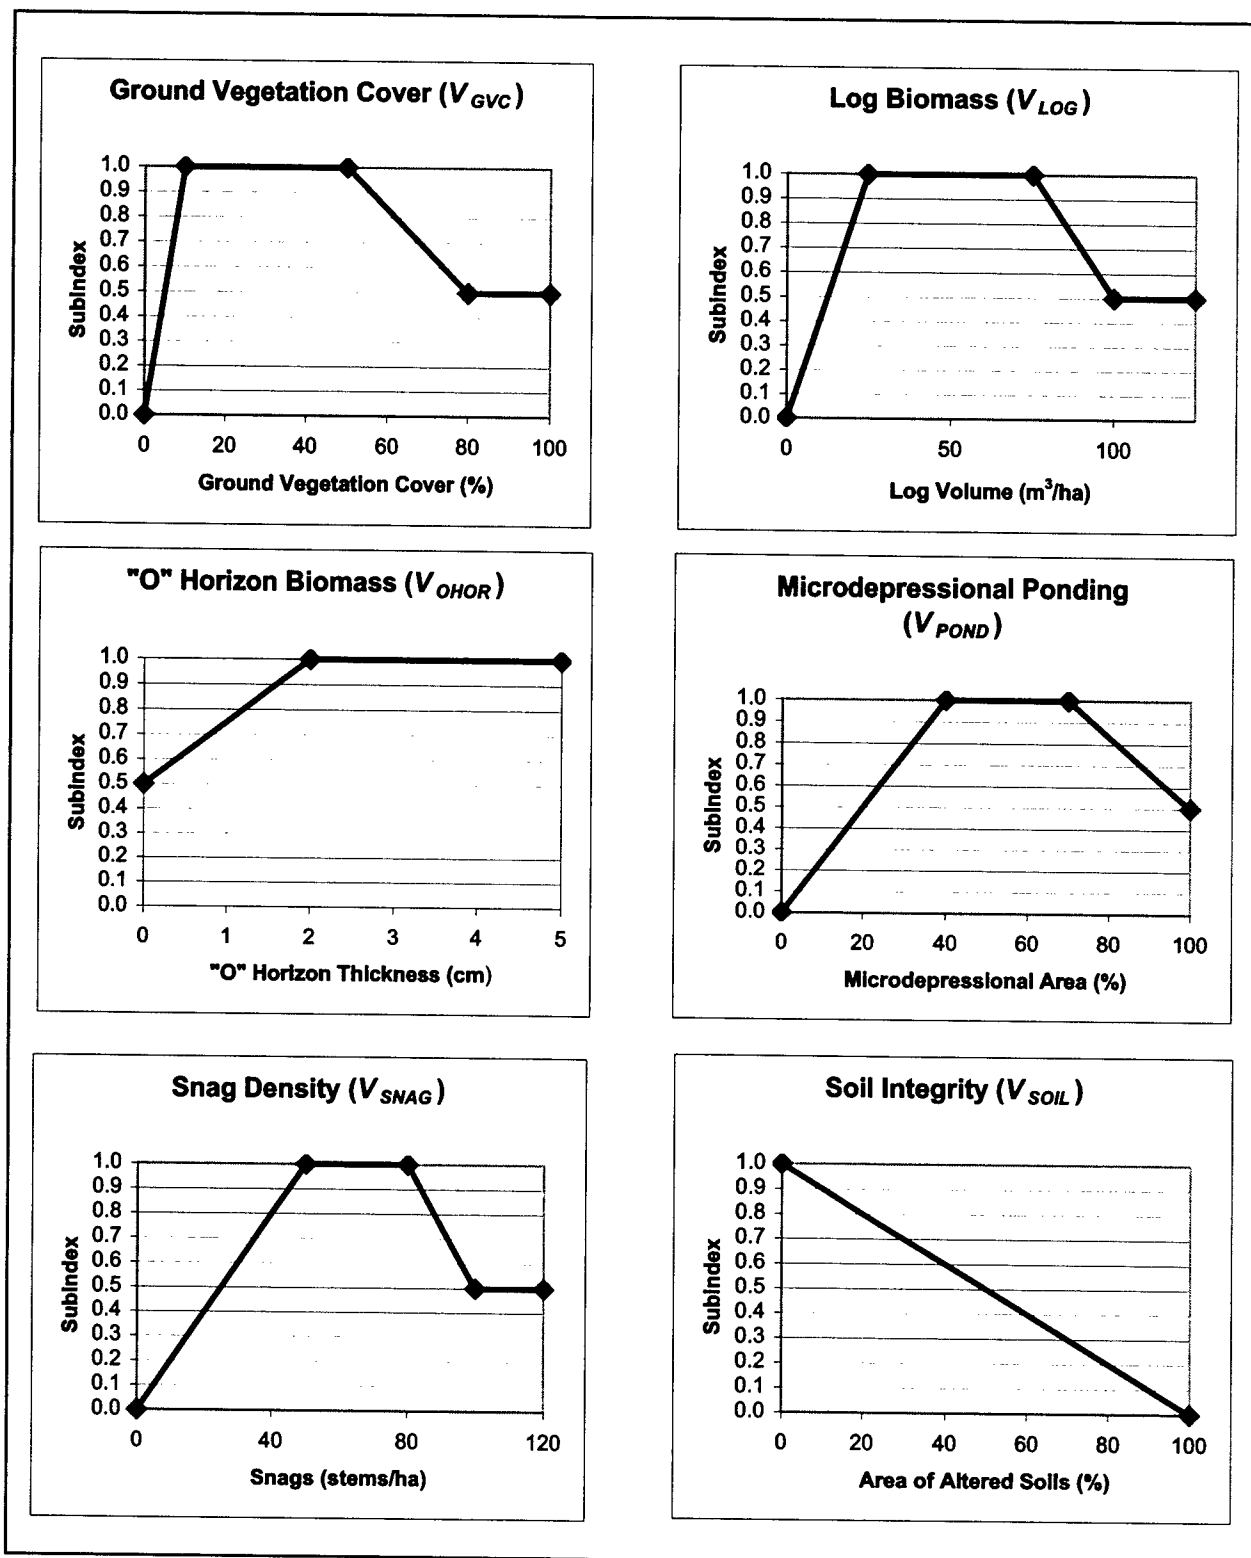 Ground Vegetation Cover (V GVC)
1.0
0.9
0.8
0.7
0.6
0.5
0.4
0.3
0.2
0.1
0.0
SubIndex
0 20 40 60 80 100
Ground Vegetation Cover (%)
Log Biomass (V LOG)
1.0
0.9
0.8
0.7
0.6
0.5
0.4
0.3
0.2
0.1
0.0
SubIndex
0 50 100
Log Volume (m³/ha)
"O" Horizon Biomass (V OHOR)
1.0
0.9
0.8
0.7
0.6
0.5
0.4
0.3
0.2
0.1
0.0
SubIndex
0 1 2 3 4 5
"O" Horizon Thickness (cm)
Microdepressional Ponding
(V POND)
1.0
0.9
0.8
0.7
0.6
0.5
0.4
0.3
0.2
0.1
0.0
SubIndex
0 20 40 60 80 100
Microdepressional Area (%)
Snag Density (V SNAG)
1.0
0.9
0.8
0.7
0.6
0.5
0.4
0.3
0.2
0.1
0.0
SubIndex
0 40 80 120
Snags (stems/ha)
Soil Integrity (V SOIL)
1.0
0.9
0.8
0.7
0.6
0.5
0.4
0.3
0.2
0.1
0.0
SubIndex
0 20 40 60 80 100
Area of Altered Soils (%)